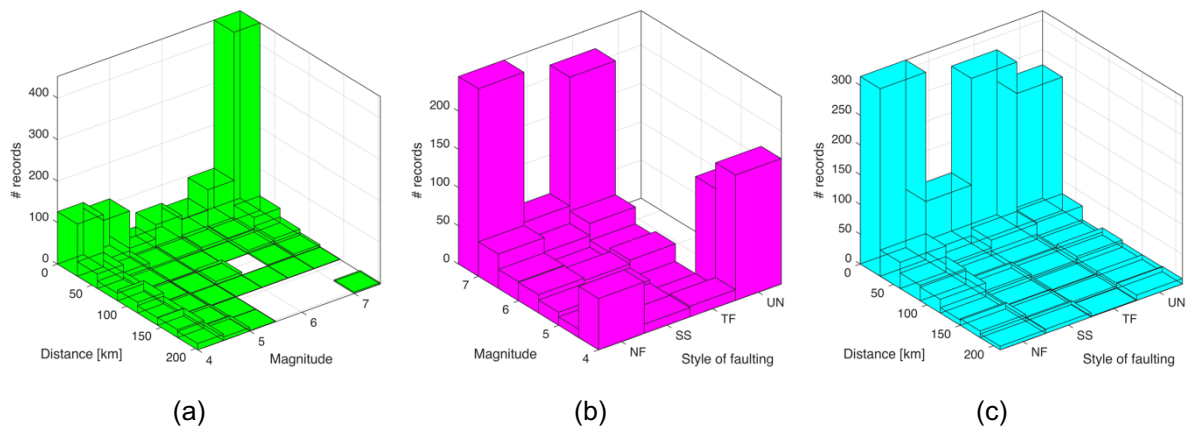 # records
400
300
200
100
0
50
100
150
200
Distance [km]
4
5
6
7
Magnitude
(a)
# records
200
150
100
50
0
7
6
5
4
Magnitude
NF
SS
TF
UN
Style of faulting
(b)
# records
300
250
200
150
100
50
0
0
50
100
150
200
Distance [km]
NF
SS
TF
UN
Style of faulting
(c)